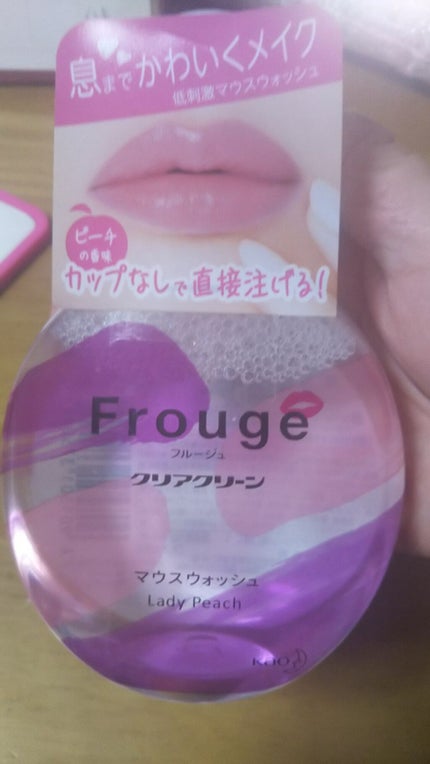 息までかわいくメイク
低刺激マウスウォッシュ
ピーチ
の香味
カップなしで直接注げる!
Frouge
フルージュ
クリアクリーン
マウスウォッシュ
Lady Peach
Kao